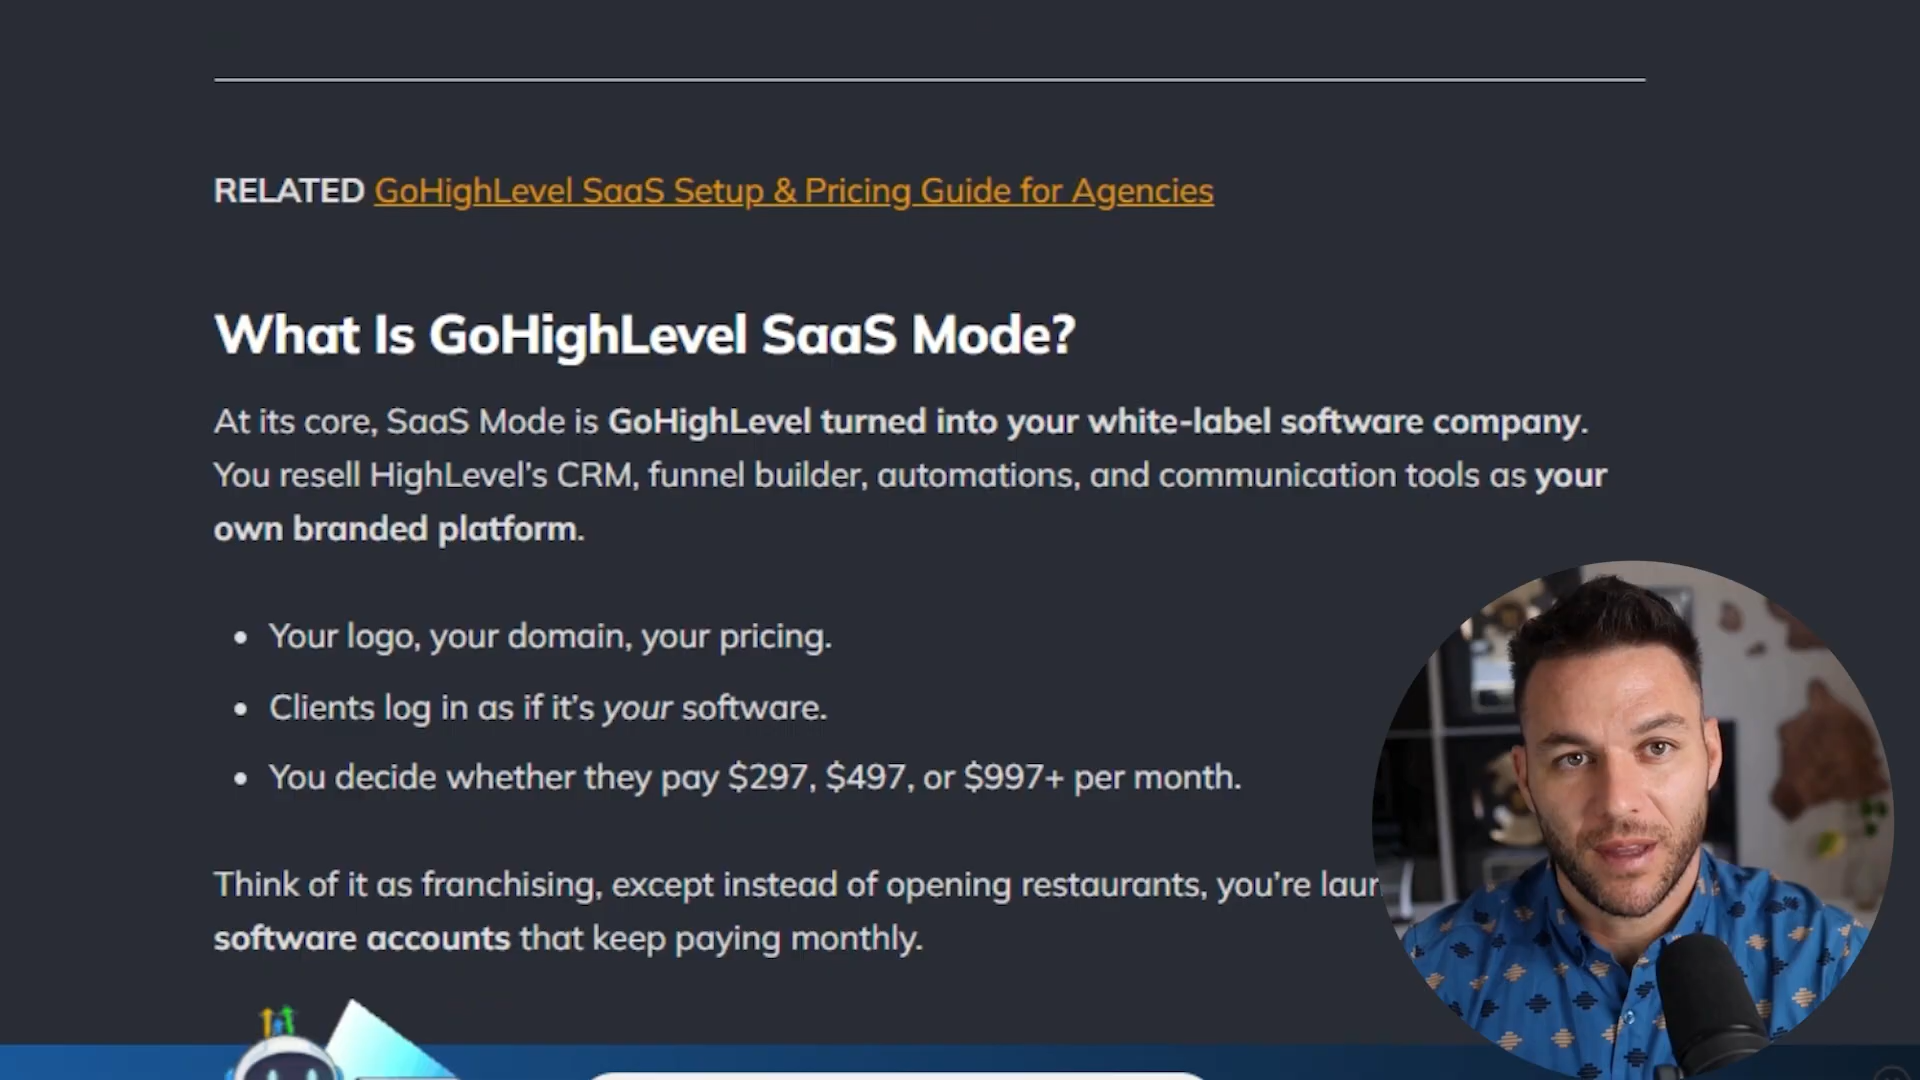 RELATED GoHighLevel SaaS Setup & Pricing Guide for Agencies
What Is GoHighLevel SaaS Mode?
At its core, SaaS Mode is GoHighLevel turned into your white-label software company.
You resell HighLevel's CRM, funnel builder, automations, and communication tools as your
own branded platform.
• Your logo, your domain, your pricing.
• Clients log in as if it's your software.
• You decide whether they pay $297, $497, or $997+ per month.
Think of it as franchising, except instead of opening restaurants, you're
software accounts that keep paying monthly.